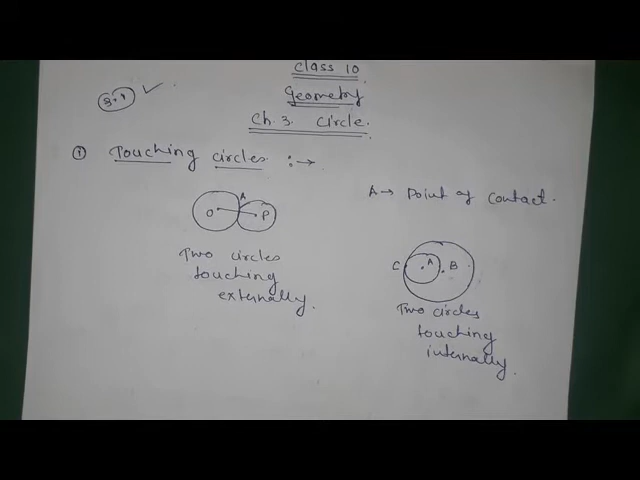 Class 10
Geometry
Ch. 3. Circle.
① Touching circles :→
A → Point of Contact.
A
O
P
Two circles
touching
externally.
C
A
B
Two circles
touching
internally.